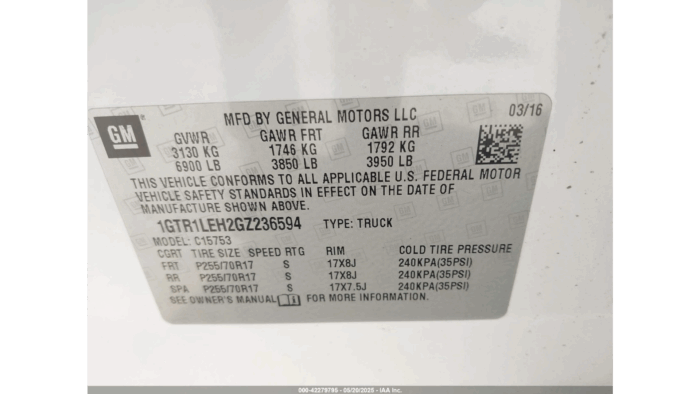 MFD BY GENERAL MOTORS LLC 03/16
GM
GVWR GAWR FRT GAWR RR
3130 KG 1746 KG 1792 KG
6900 LB 3850 LB 3950 LB
THIS VEHICLE CONFORMS TO ALL APPLICABLE U.S. FEDERAL MOTOR
VEHICLE SAFETY STANDARDS IN EFFECT ON THE DATE OF
MANUFACTURE SHOWN ABOVE.
1GTR1LEH2GZ236594 TYPE: TRUCK
MODEL: C15753
CGRT TIRE SIZE SPEED RTG RIM COLD TIRE PRESSURE
FRT P255/70R17 S 17X8J 240KPA(35PSI)
RR P255/70R17 S 17X8J 240KPA(35PSI)
SPA P255/70R17 S 17X7.5J 240KPA(35PSI)
SEE OWNER'S MANUAL FOR MORE INFORMATION.
IAA Inc.